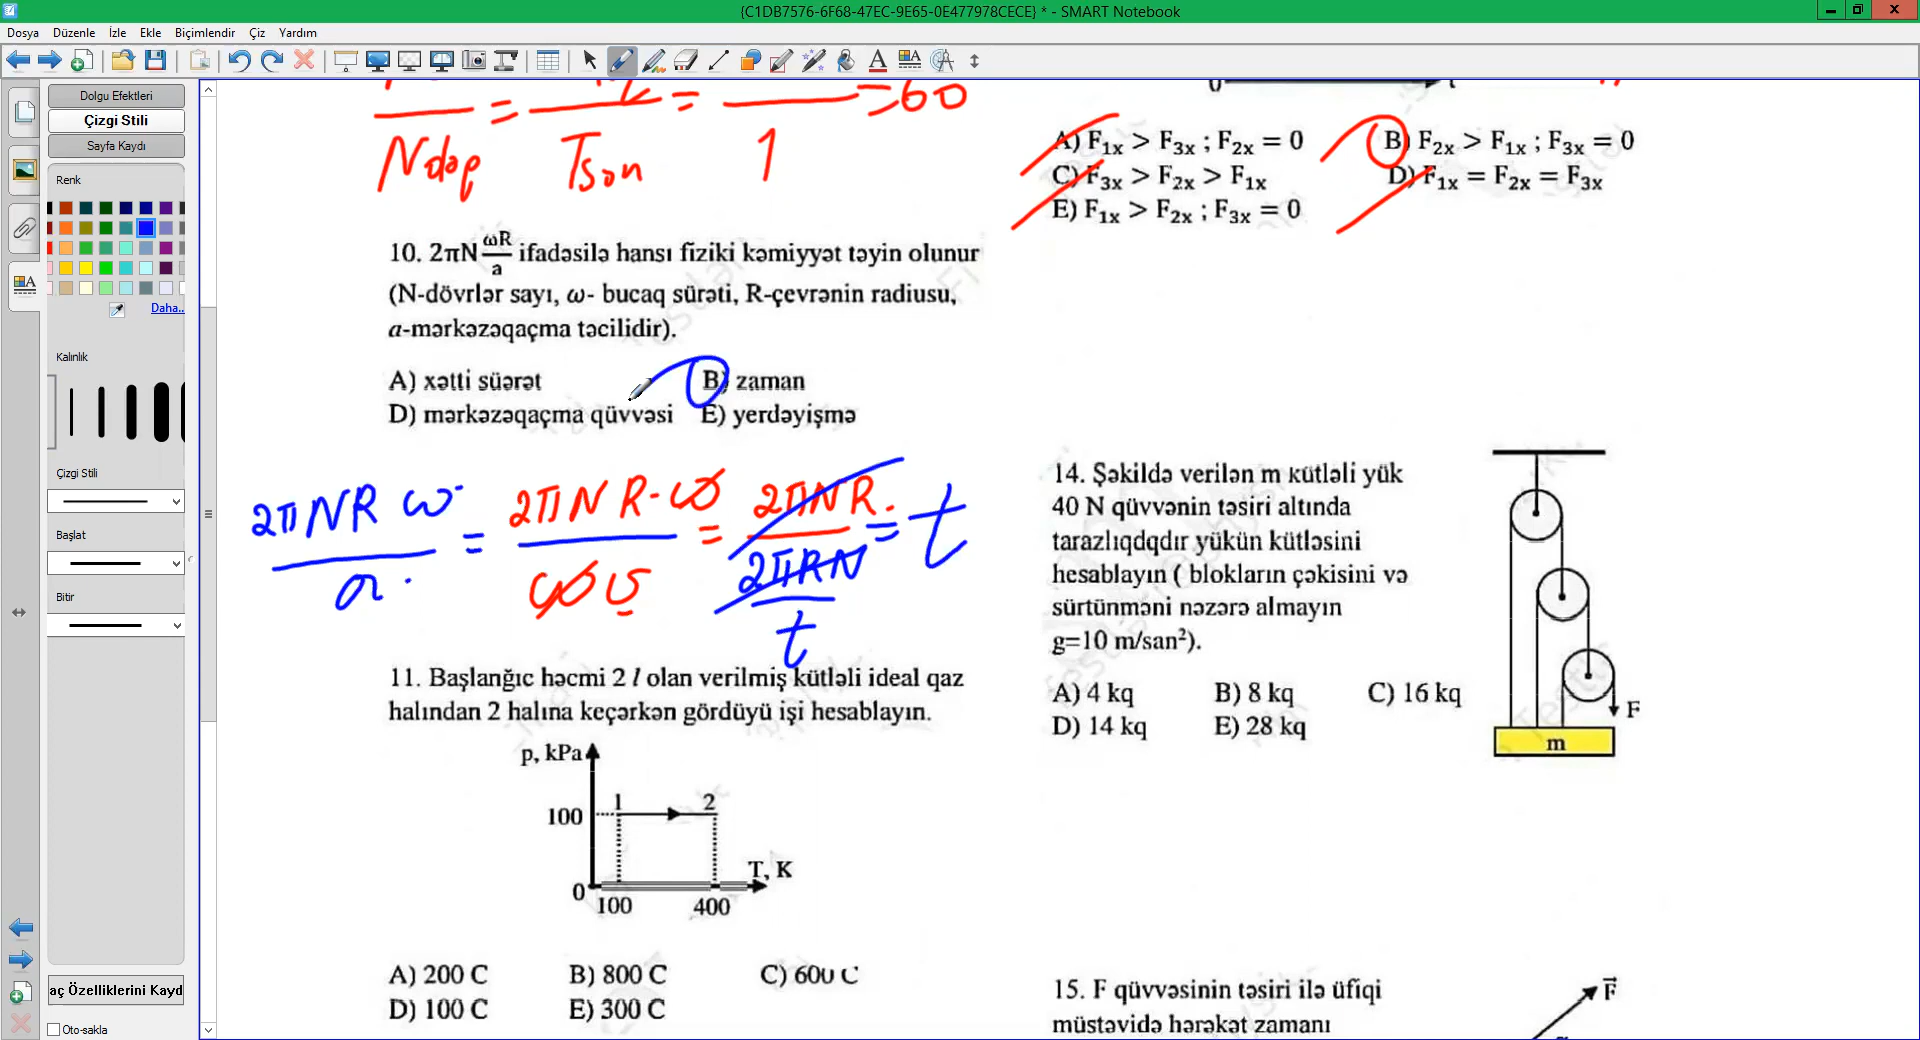 {C1DB7576-6F68-47EC-9E65-0E477978CECE} * - SMART Notebook
Dosya Düzenle İzle Ekle Biçimlendir Çiz Yardım
Dolgu Efektleri
Çizgi Stili
Sayfa Kaydı
Renk
Daha..
Kalınlık
Çizgi Stili
Başlat
Bitir
aç Özelliklerini Kayd
Oto-sakla
= = =60
Ndəq Tson 1
10. 2πN ωR/a ifadəsilə hansı fiziki kəmiyyət təyin olunur
(N-dövrlər sayı, ω- bucaq sürəti, R-çevrənin radiusu,
a-mərkəzəqaçma təcilidir).
A) xətti süərət B) zaman
D) mərkəzəqaçma qüvvəsi E) yerdəyişmə
2πNR ω / a = 2πNR·ω / ωυ = 2πNR / 2πRN/t = t
11. Başlanğıc həcmi 2 l olan verilmiş kütləli ideal qaz
halından 2 halına keçərkən gördüyü işi hesablayın.
p, kPa
1 2
100
T, K
0
100 400
A) 200 C B) 800 C C) 600 C
D) 100 C E) 300 C
0 t
A) F1x > F3x ; F2x = 0 B) F2x > F1x ; F3x = 0
C) F3x > F2x > F1x D) F1x = F2x = F3x
E) F1x > F2x ; F3x = 0
14. Şəkildə verilən m kütləli yük
40 N qüvvənin təsiri altında
tarazlıqdqdır yükün kütləsini
hesablayın ( blokların çəkisini və
sürtünməni nəzərə almayın
g=10 m/san²).
A) 4 kq B) 8 kq C) 16 kq
D) 14 kq E) 28 kq
F
m
15. F qüvvəsinin təsiri ilə üfiqi
müstəvidə hərəkət zamanı
F